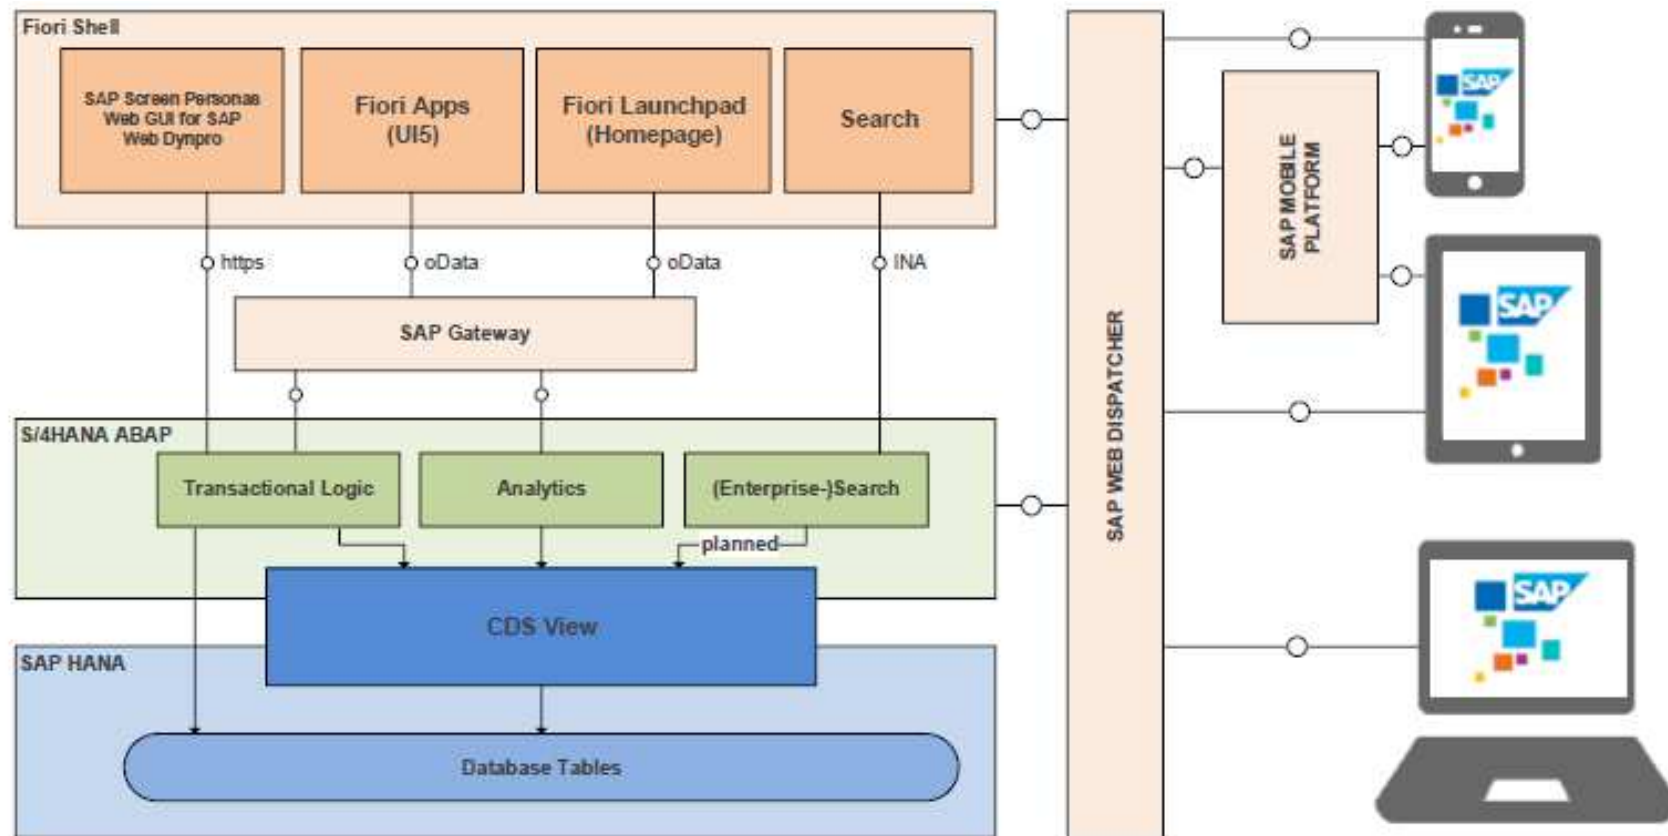 Fiori Shell
SAP Screen Personas
Web GUI for SAP
Web Dynpro
Fiori Apps
(UI5)
Fiori Launchpad
(Homepage)
Search
https
oData
oData
INA
SAP Gateway
S/4HANA ABAP
Transactional Logic
Analytics
(Enterprise-)Search
planned
CDS View
SAP HANA
Database Tables
SAP WEB DISPATCHER
SAP MOBILE
PLATFORM
SAP
SAP
SAP